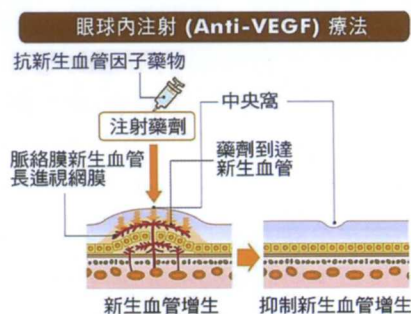 眼球內注射 (Anti-VEGF) 療法
抗新生血管因子藥物
注射藥劑
中央窩
脈絡膜新生血管
長進視網膜
藥劑到達
新生血管
新生血管增生
抑制新生血管增生